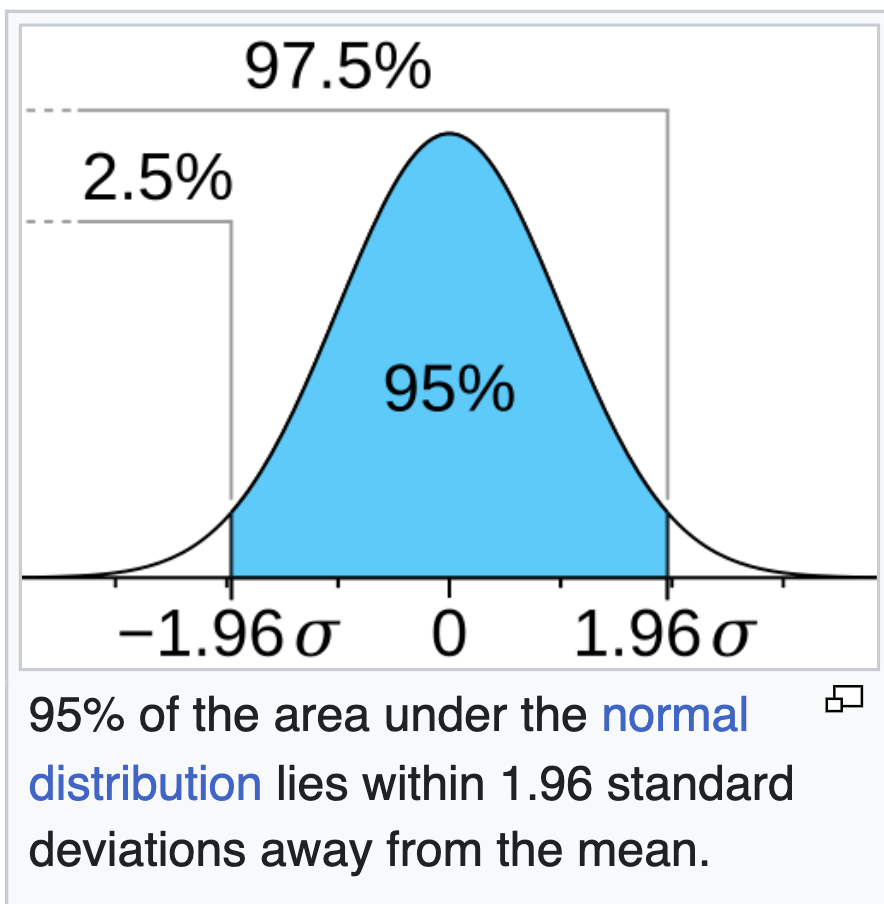 97.5%
2.5%
95%
−1.96σ 0 1.96σ
95% of the area under the normal
distribution lies within 1.96 standard
deviations away from the mean.